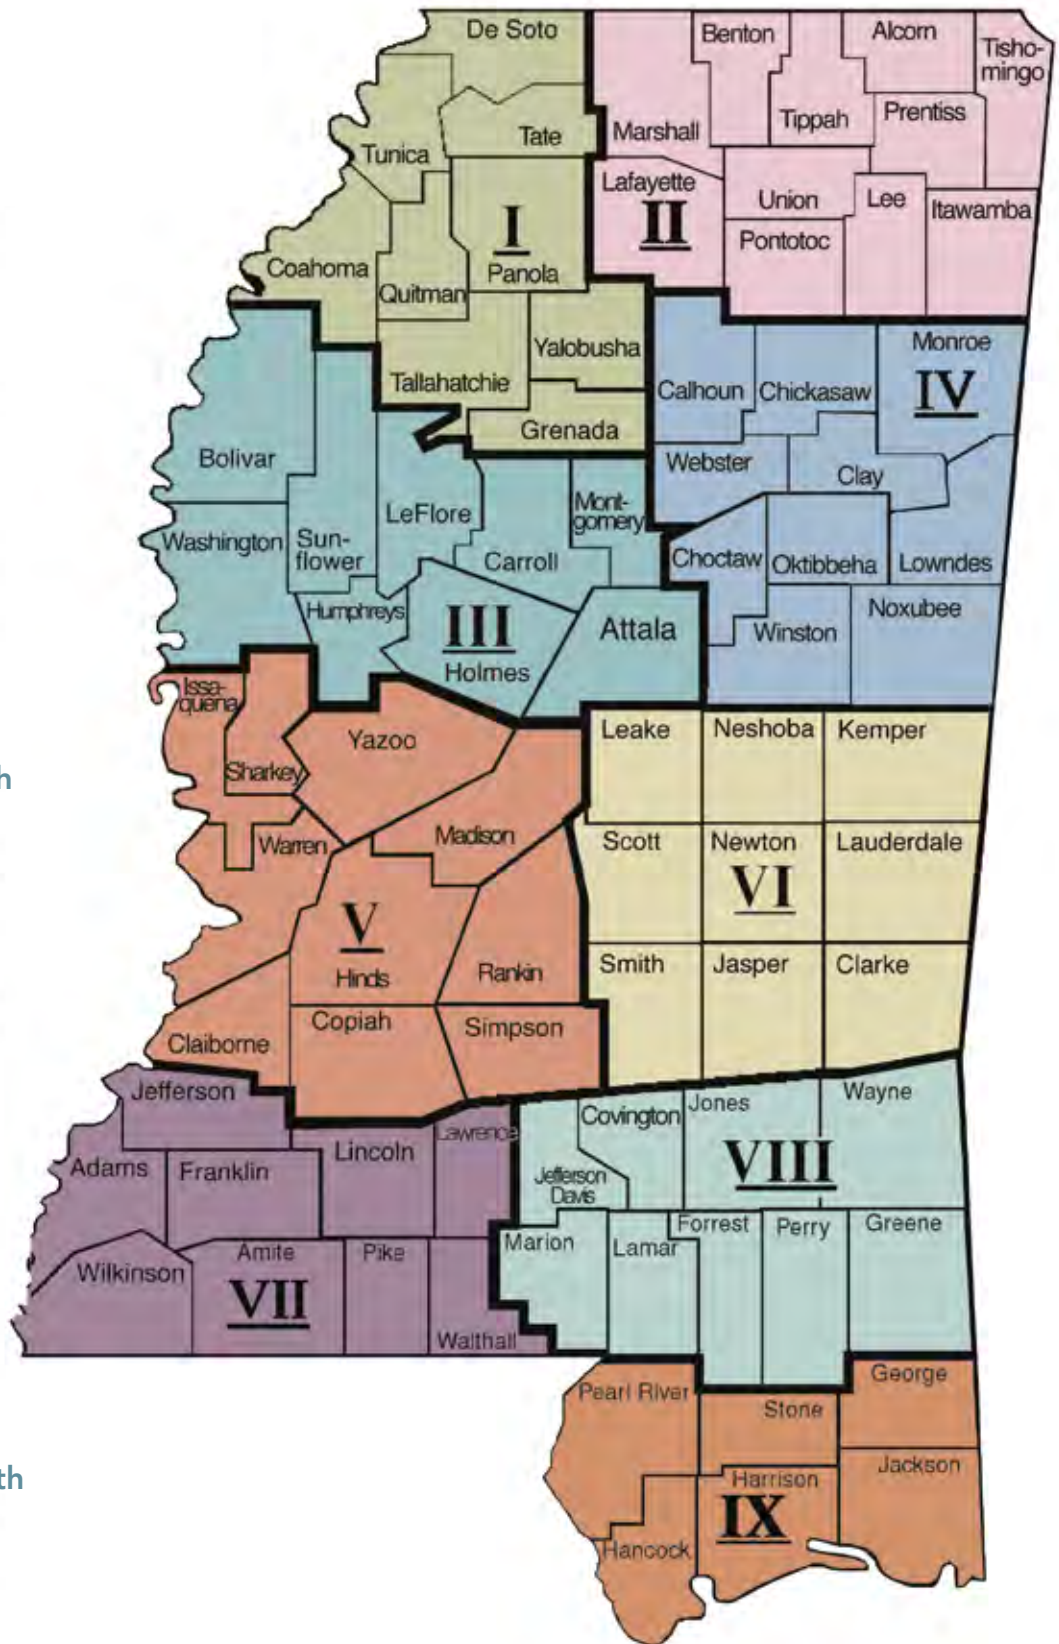 De Soto
Benton
Alcorn
Tisho-
mingo
Marshall
Tippah
Prentiss
Tate
Tunica
Lafayette
Union
Lee
Itawamba
I
II
Pontotoc
Coahoma
Panola
Quitman
Yalobusha
Monroe
Tallahatchie
Calhoun
Chickasaw
IV
Grenada
Bolivar
Webster
Clay
LeFlore
Mont-
gomery
Washington
Sun-
flower
Carroll
Choctaw
Oktibbeha
Lowndes
Humphreys
III
Attala
Winston
Noxubee
Holmes
Issa-
quena
Yazoo
Leake
Neshoba
Kemper
Sharkey
h
Warren
Madison
Scott
Newton
Lauderdale
VI
V
Hinds
Rankin
Smith
Jasper
Clarke
Copiah
Simpson
Claiborne
Jefferson
Covington
Jones
Wayne
Lawrence
Lincoln
Adams
Franklin
VIII
Jefferson
Davis
Marion
Lamar
Forrest
Perry
Greene
Amite
Pike
Wilkinson
VII
Walthall
Pearl River
Stone
George
th
Harrison
Jackson
IX
Hancock